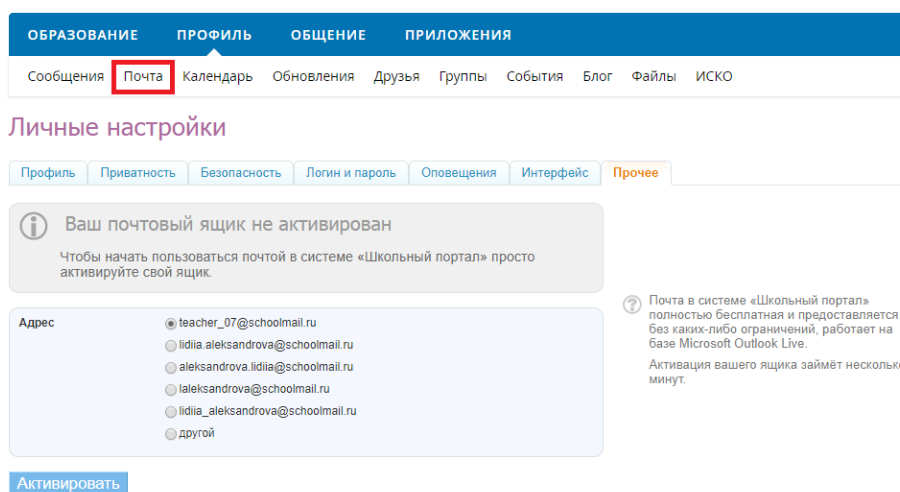 ОБРАЗОВАНИЕ ПРОФИЛЬ ОБЩЕНИЕ ПРИЛОЖЕНИЯ
Сообщения Почта Календарь Обновления Друзья Группы События Блог Файлы ИСКО
Личные настройки
Профиль Приватность Безопасность Логин и пароль Оповещения Интерфейс Прочее
Ваш почтовый ящик не активирован
Чтобы начать пользоваться почтой в системе «Школьный портал» просто
активируйте свой ящик.
Адрес
teacher_07@schoolmail.ru
lidiia.aleksandrova@schoolmail.ru
aleksandrova.lidiia@schoolmail.ru
laleksandrova@schoolmail.ru
lidiia_aleksandrova@schoolmail.ru
другой
Почта в системе «Школьный портал»
полностью бесплатная и предоставляется
без каких-либо ограничений, работает на
базе Microsoft Outlook Live.
Активация вашего ящика займёт
минут.
Активировать